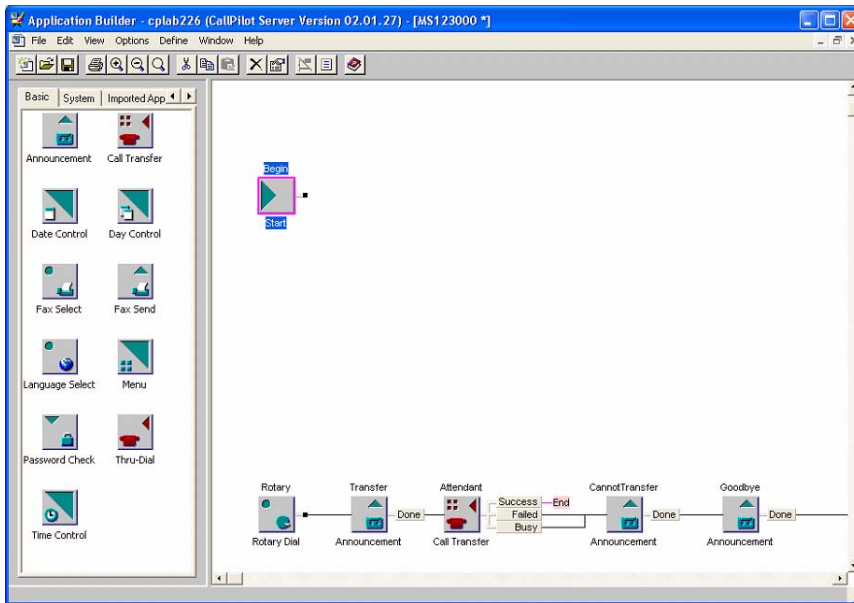 Application Builder - cplab226 (CallPilot Server Version 02.01.27) - [MS123000 *]
File Edit View Options Define Window Help
Basic System Imported App
Announcement Call Transfer
Date Control Day Control
Fax Select Fax Send
Language Select Menu
Password Check Thru-Dial
Time Control
Begin
Start
Rotary Transfer Attendant CannotTransfer Goodbye
Success End
Done Failed Done Done
Busy
Rotary Dial Announcement Call Transfer Announcement Announcement